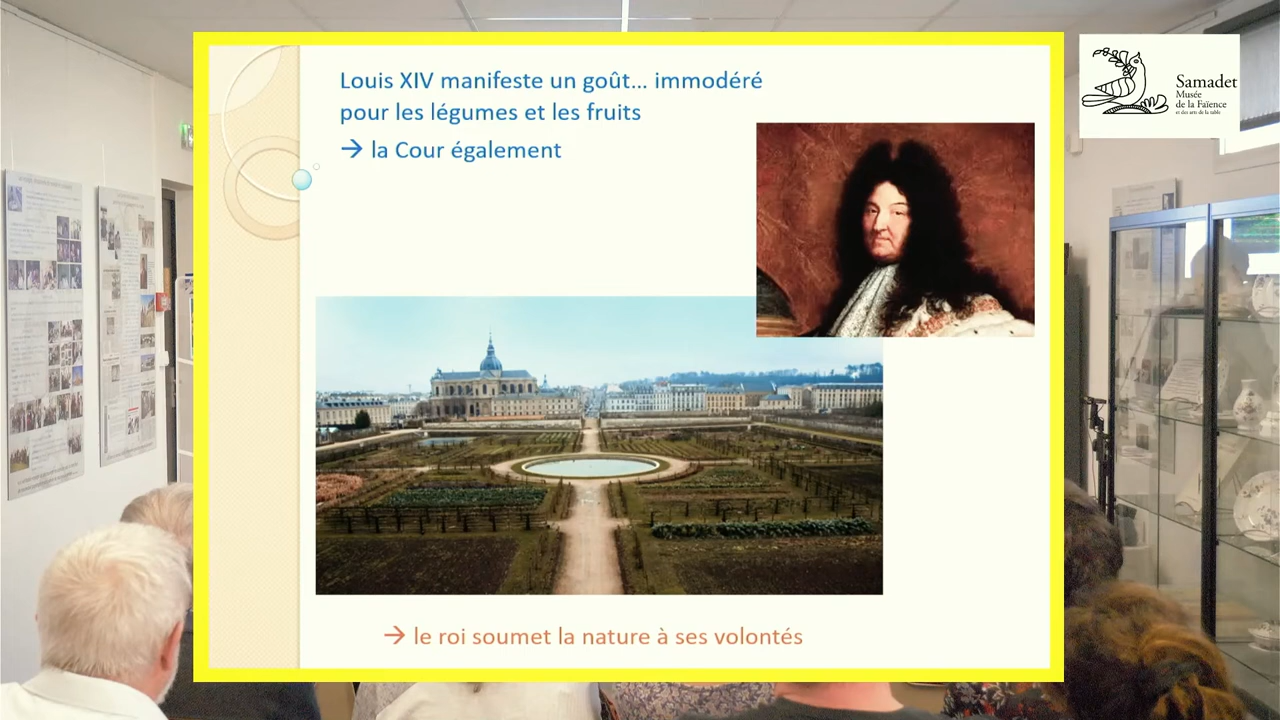 Louis XIV manifeste un goût... immodéré
pour les légumes et les fruits
→ la Cour également
→ le roi soumet la nature à ses volontés
Samadet
Musée
de la Faïence
et des arts de la table